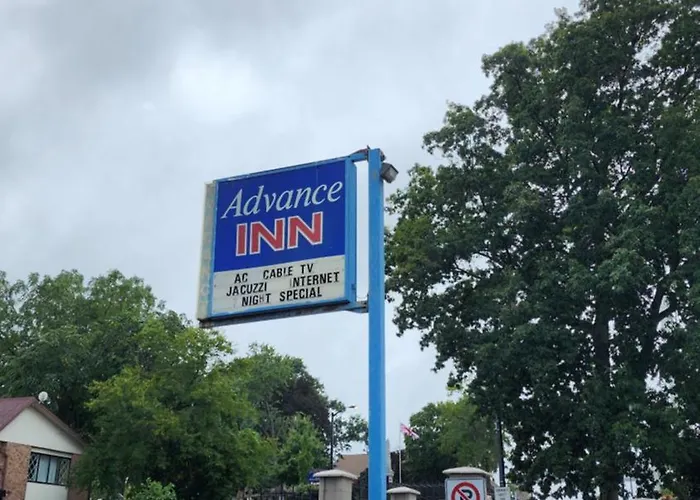 Advance
INN
AC CABLE TV
JACUZZI INTERNET
NIGHT SPECIAL